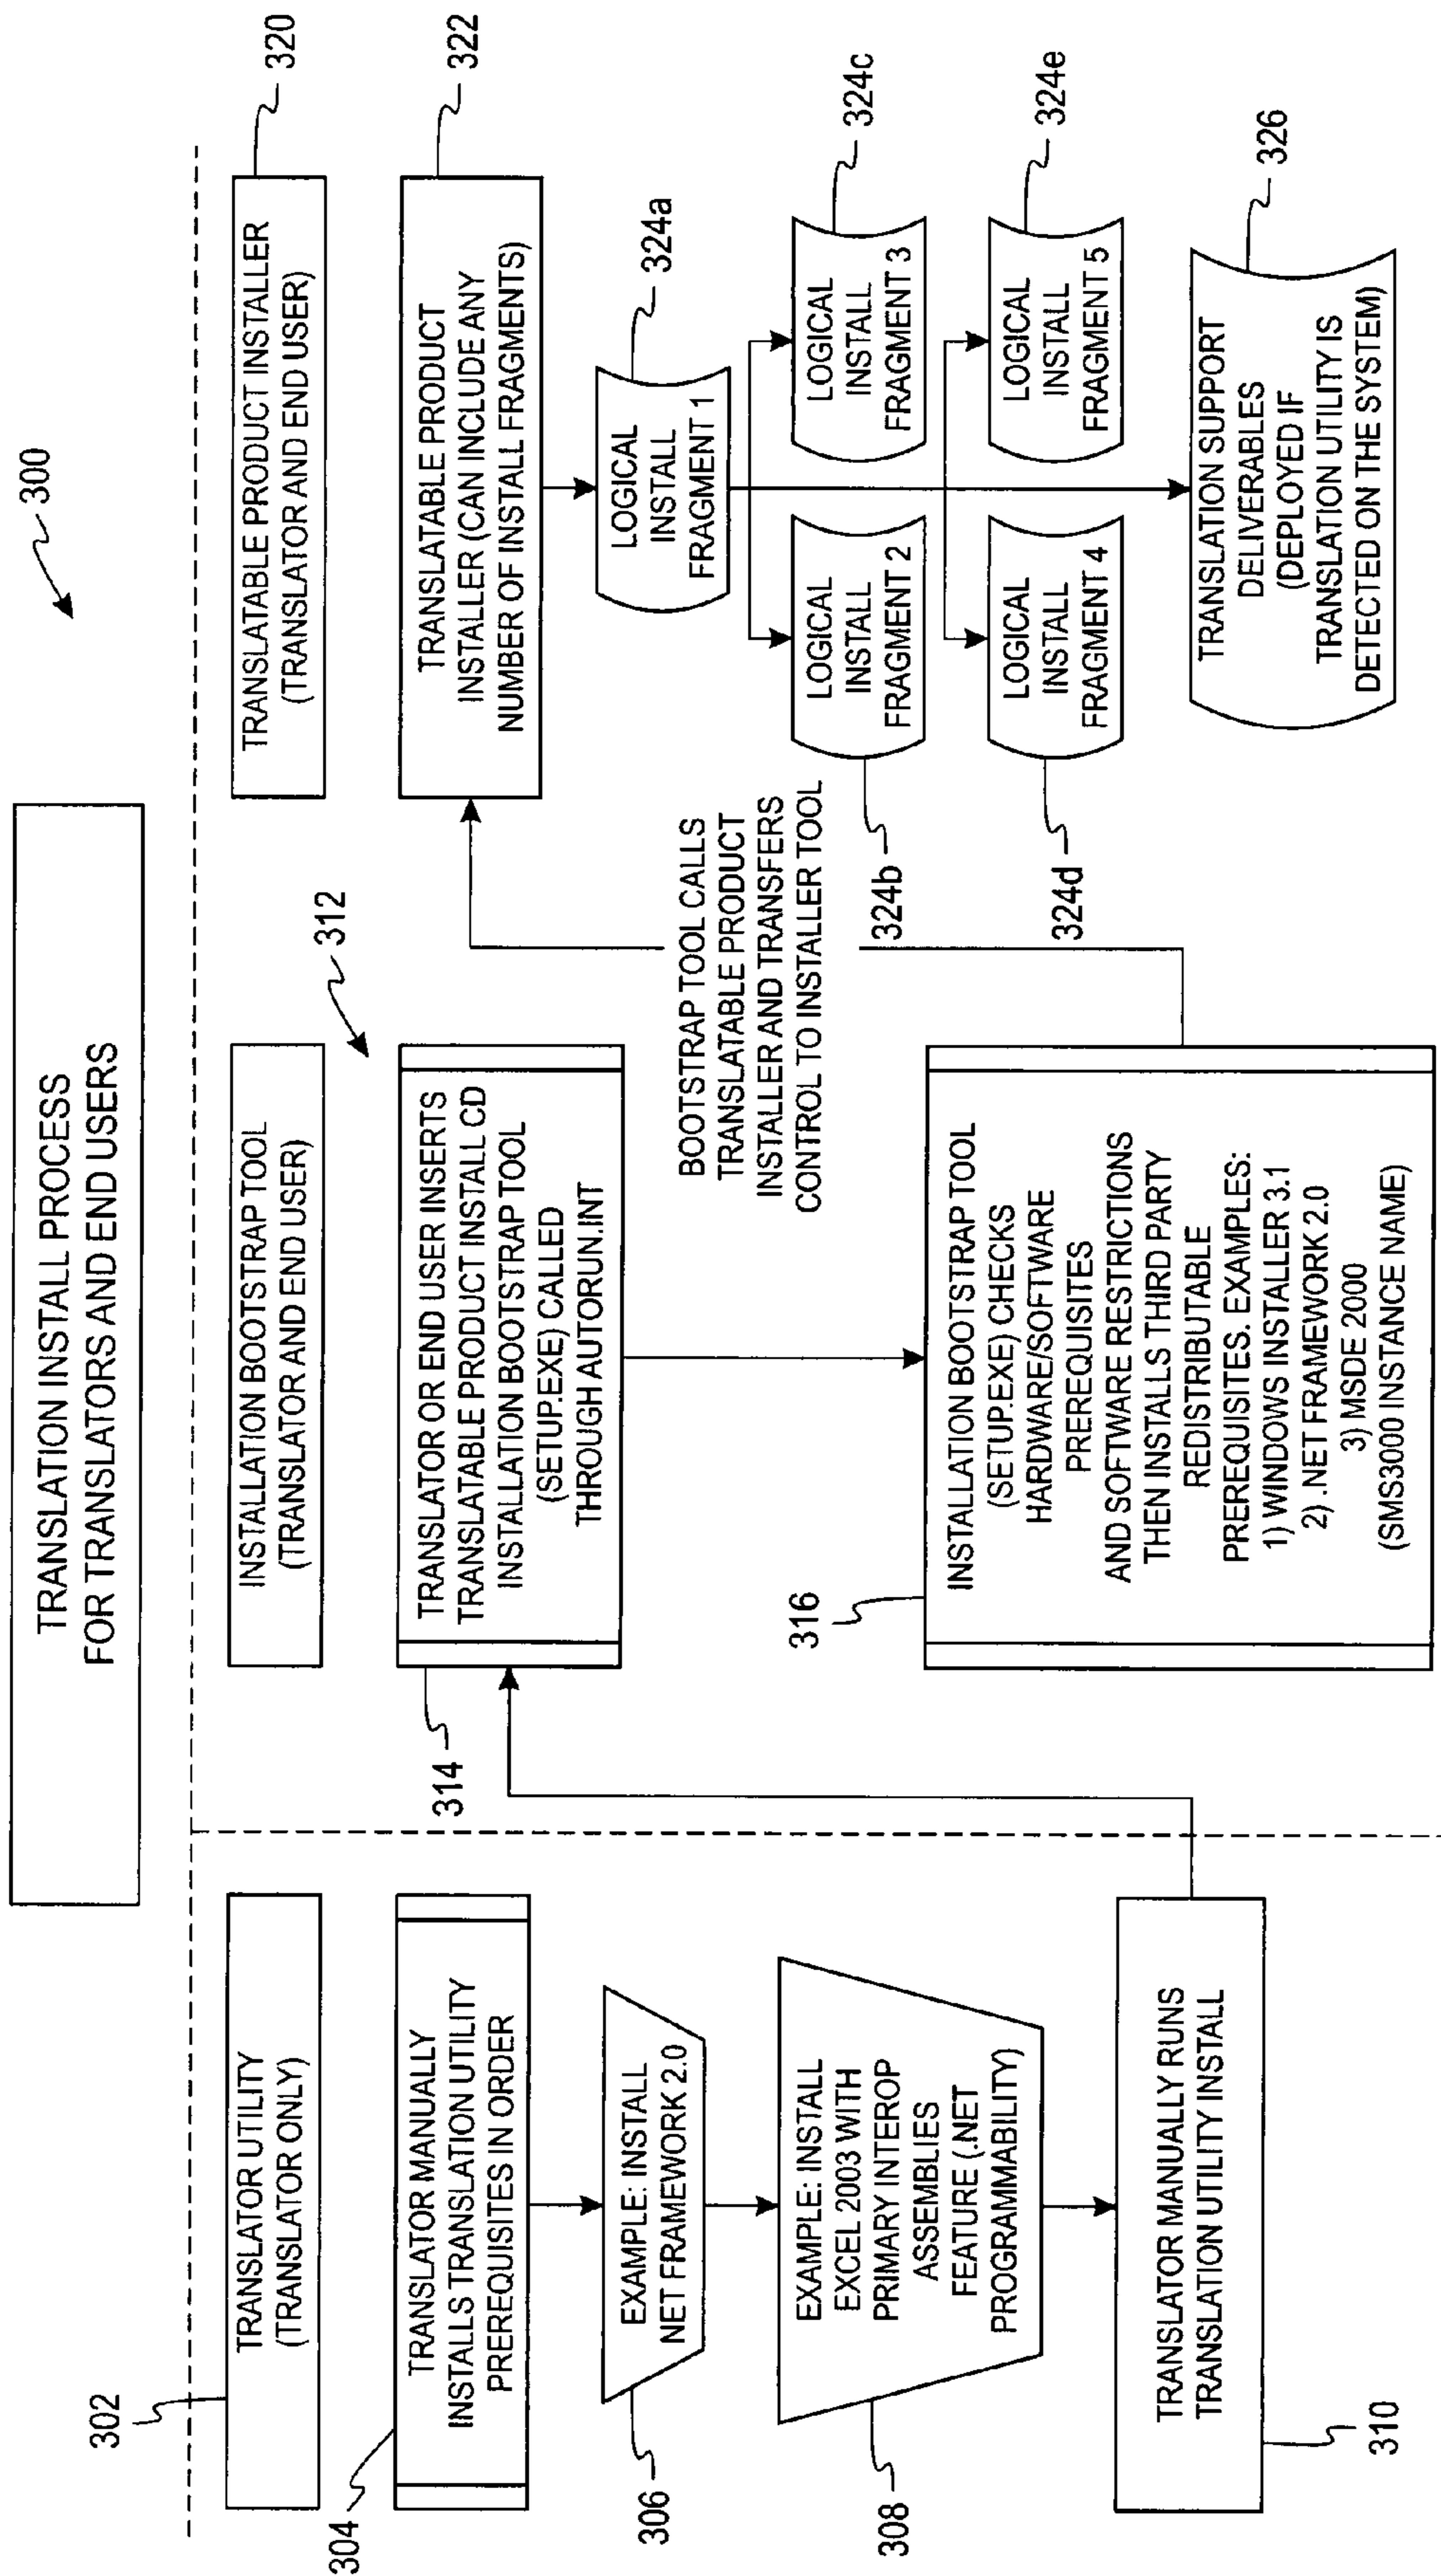 300
TRANSLATION INSTALL PROCESS
FOR TRANSLATORS AND END USERS
302
TRANSLATOR UTILITY
(TRANSLATOR ONLY)
304
TRANSLATOR MANUALLY
INSTALLS TRANSLATION UTILITY
PREREQUISITES IN ORDER
306
EXAMPLE: INSTALL
NET FRAMEWORK 2.0
308
EXAMPLE: INSTALL
EXCEL 2003 WITH
PRIMARY INTEROP
ASSEMBLIES
FEATURE (.NET
PROGRAMMABILITY)
TRANSLATOR MANUALLY RUNS
TRANSLATION UTILITY INSTALL
310
INSTALLATION BOOTSTRAP TOOL
(TRANSLATOR AND END USER)
312
314
TRANSLATOR OR END USER INSERTS
TRANSLATABLE PRODUCT INSTALL CD
INSTALLATION BOOTSTRAP TOOL
(SETUP.EXE) CALLED
THROUGH AUTORUN.INT
316
INSTALLATION BOOTSTRAP TOOL
(SETUP.EXE) CHECKS
HARDWARE/SOFTWARE
PREREQUISITES
AND SOFTWARE RESTRICTIONS
THEN INSTALLS THIRD PARTY
REDISTRIBUTABLE
PREREQUISITES. EXAMPLES:
1) WINDOWS INSTALLER 3.1
2) .NET FRAMEWORK 2.0
3) MSDE 2000
(SMS3000 INSTANCE NAME)
BOOTSTRAP TOOL CALLS
TRANSLATABLE PRODUCT
INSTALLER AND TRANSFERS
CONTROL TO INSTALLER TOOL
TRANSLATABLE PRODUCT INSTALLER
(TRANSLATOR AND END USER)
320
TRANSLATABLE PRODUCT
INSTALLER (CAN INCLUDE ANY
NUMBER OF INSTALL FRAGMENTS)
322
LOGICAL
INSTALL
FRAGMENT 1
324a
LOGICAL
INSTALL
FRAGMENT 2
324b
LOGICAL
INSTALL
FRAGMENT 3
324c
LOGICAL
INSTALL
FRAGMENT 4
324d
LOGICAL
INSTALL
FRAGMENT 5
324e
TRANSLATION SUPPORT
DELIVERABLES
(DEPLOYED IF
TRANSLATION UTILITY IS
DETECTED ON THE SYSTEM)
326